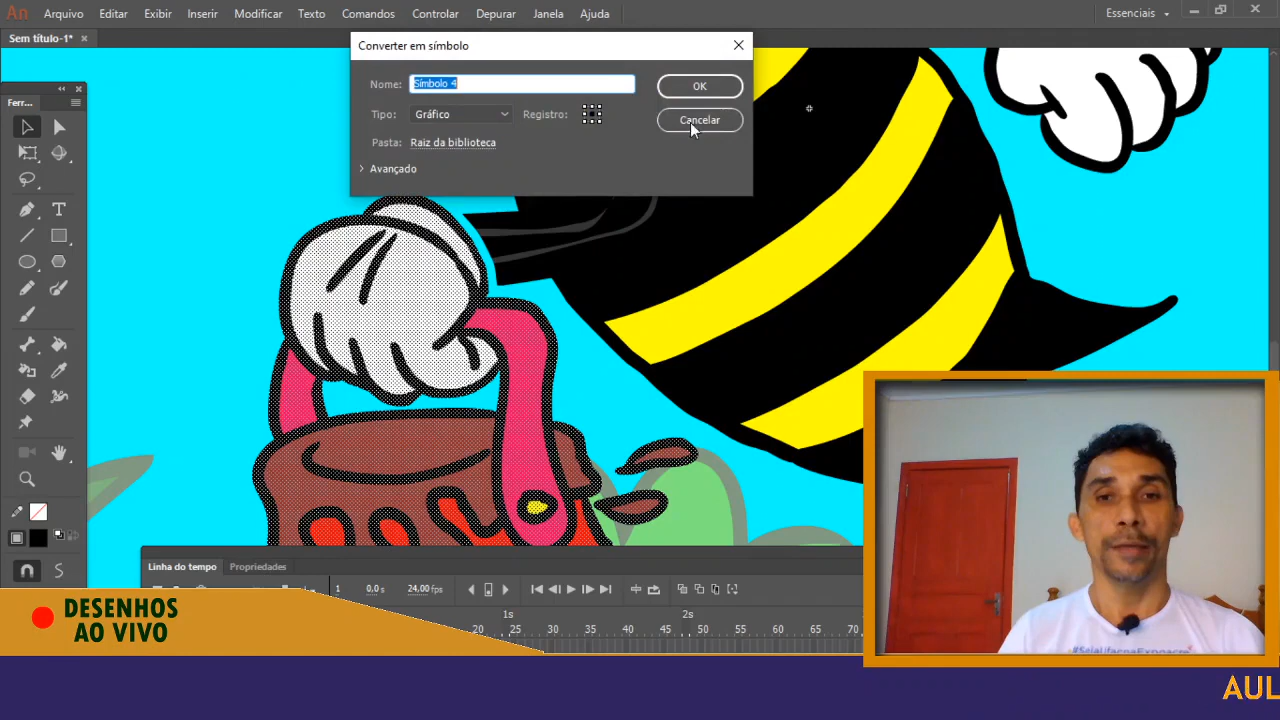 An Arquivo Editar Exibir Inserir Modificar Texto Comandos Controlar Depurar Janela Ajuda Essenciais
Sem título-1* ×
Converter em símbolo
Nome: Símbolo 4 OK
Tipo: Gráfico Registro: Cancelar
Pasta: Raiz da biblioteca
Avançado
Ferr...
Linha do tempo Propriedades
1 0,0 s 24,00 fps
1s 2s
20 25 30 35 40 45 50 55 60 65 70
DESENHOS
AO VIVO
AUL